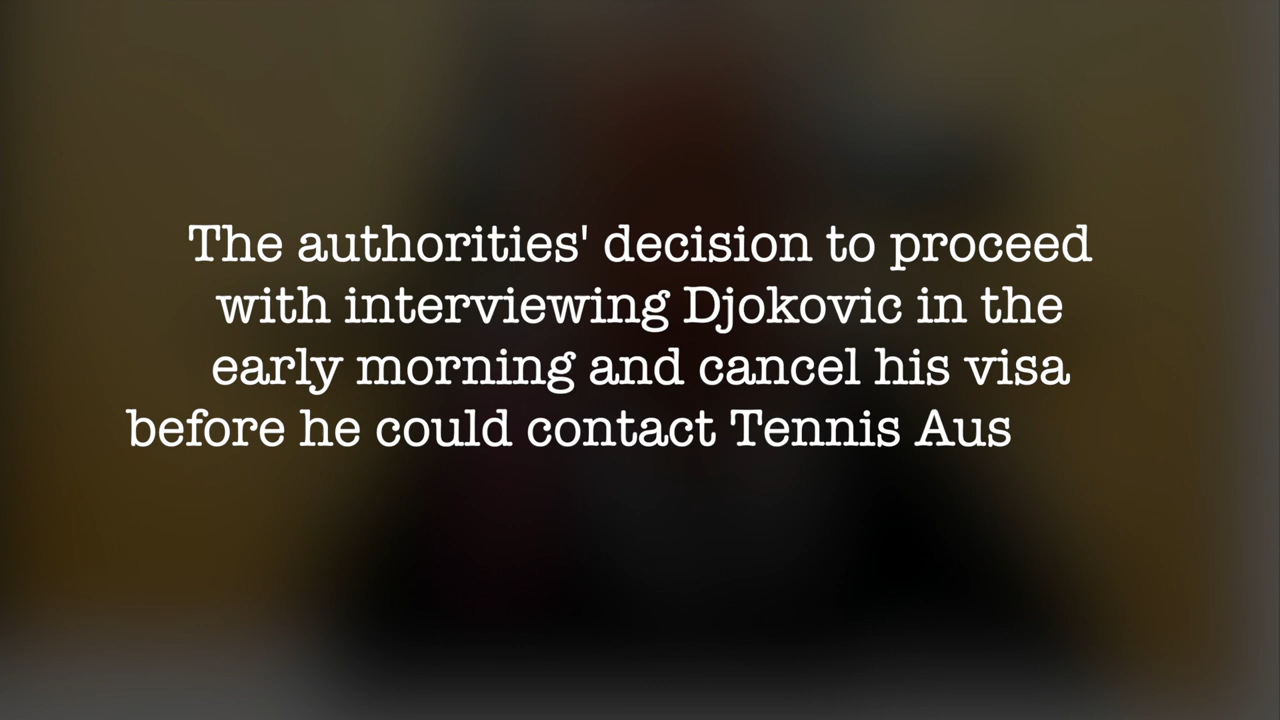 The authorities' decision to proceed
with interviewing Djokovic in the
early morning and cancel his visa
before he could contact Tennis Aus